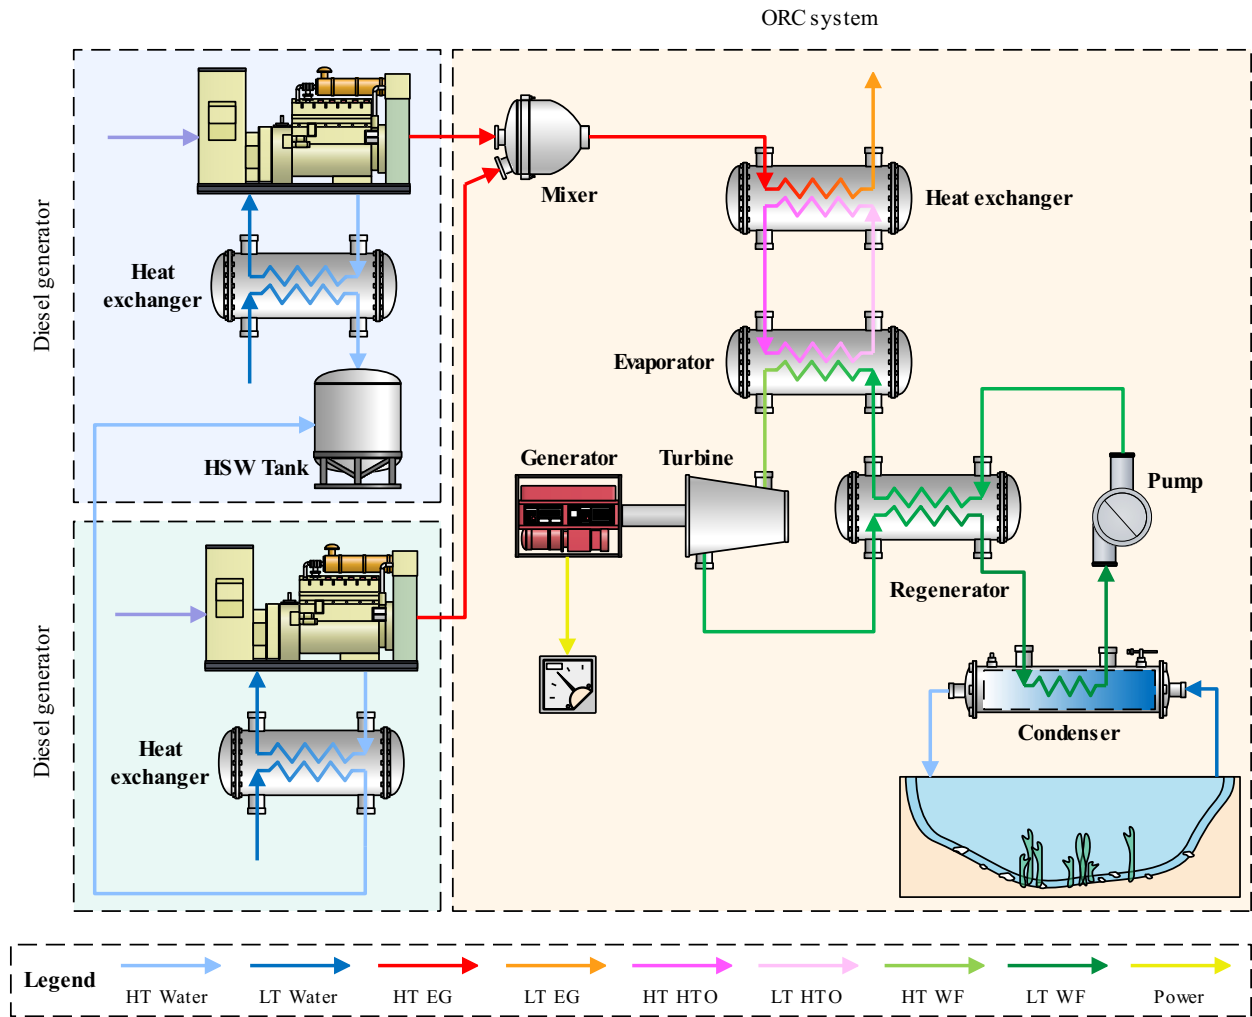 ORC system
Diesel generator
Heat
exchanger
HSW Tank
Diesel generator
Heat
exchanger
Mixer
Heat exchanger
Evaporator
Generator
Turbine
Pump
Regenerator
Condenser
Legend
HT Water
LT Water
HT EG
LT EG
HT HTO
LT HTO
HT WF
LT WF
Power